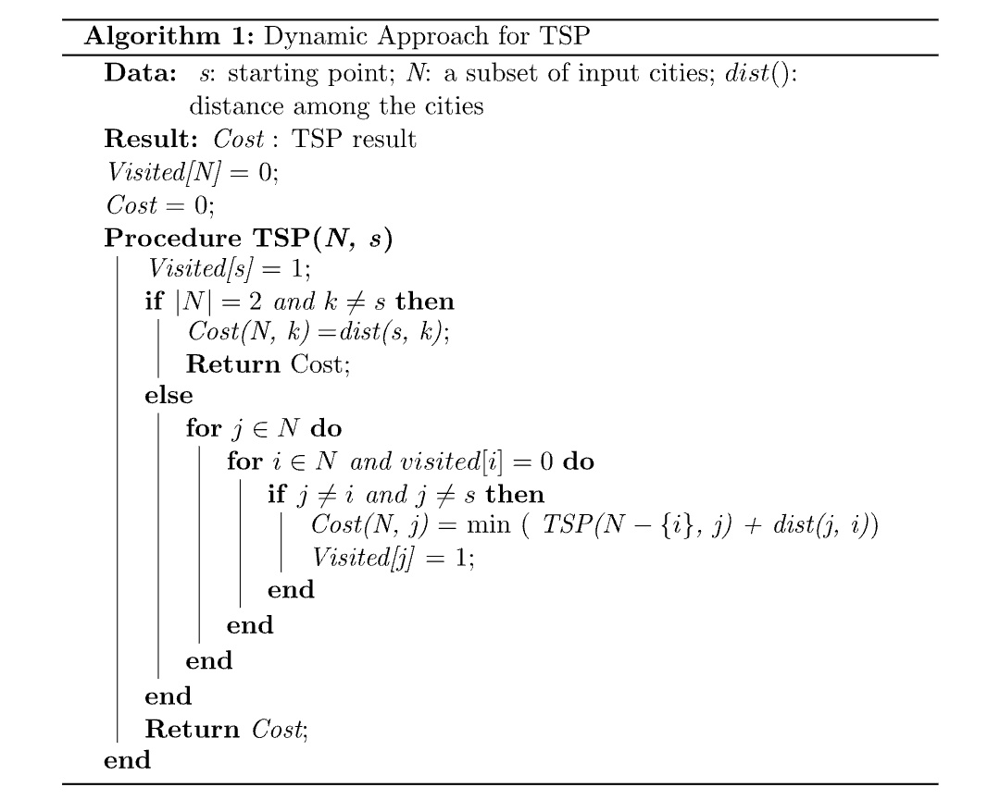 Algorithm 1: Dynamic Approach for TSP
Data: s: starting point; N: a subset of input cities; dist():
distance among the cities
Result: Cost : TSP result
Visited[N] = 0;
Cost = 0;
Procedure TSP(N, s)
Visited[s] = 1;
if |N| = 2 and k ≠ s then
Cost(N, k) =dist(s, k);
Return Cost;
else
for j ∈ N do
for i ∈ N and visited[i] = 0 do
if j ≠ i and j ≠ s then
Cost(N, j) = min ( TSP(N − {i}, j) + dist(j, i))
Visited[j] = 1;
end
end
end
end
Return Cost;
end